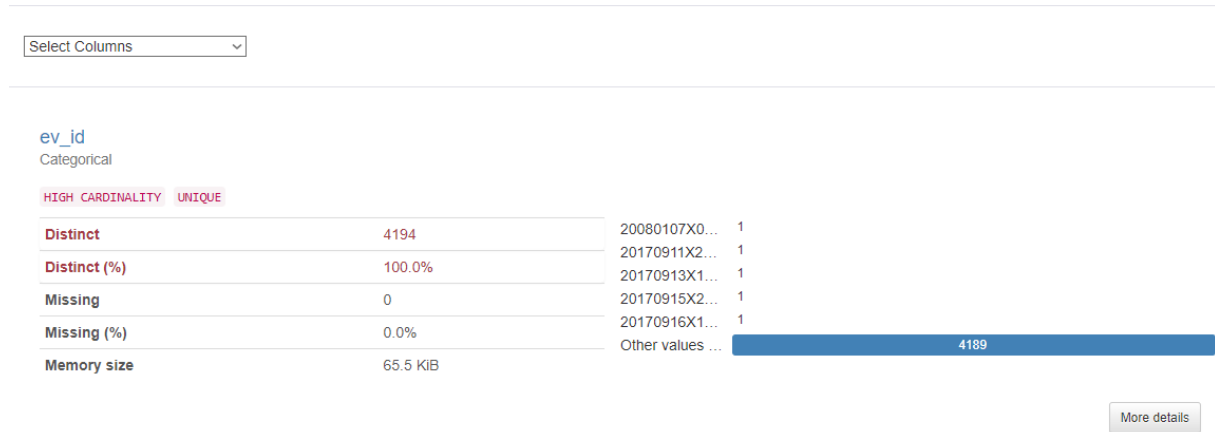 Select Columns
ev_id
Categorical
HIGH CARDINALITY UNIQUE
Distinct 4194
Distinct (%) 100.0%
Missing 0
Missing (%) 0.0%
Memory size 65.5 KiB
20080107X0… 1
20170911X2… 1
20170913X1… 1
20170915X2… 1
20170916X1… 1
Other values … 4189
More details